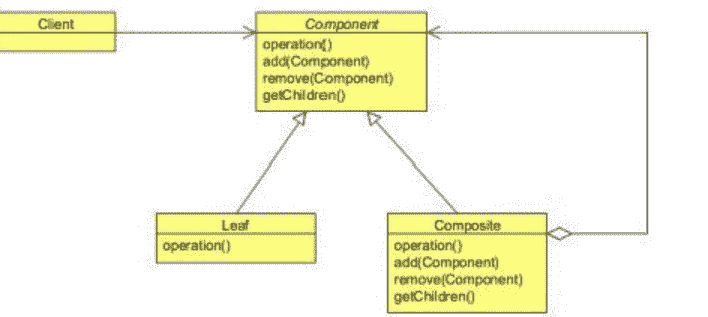 Client
Component
operation()
add(Component)
remove(Component)
getChildren()
Leaf
operation()
Composite
operation()
add(Component)
remove(Component)
getChildren()